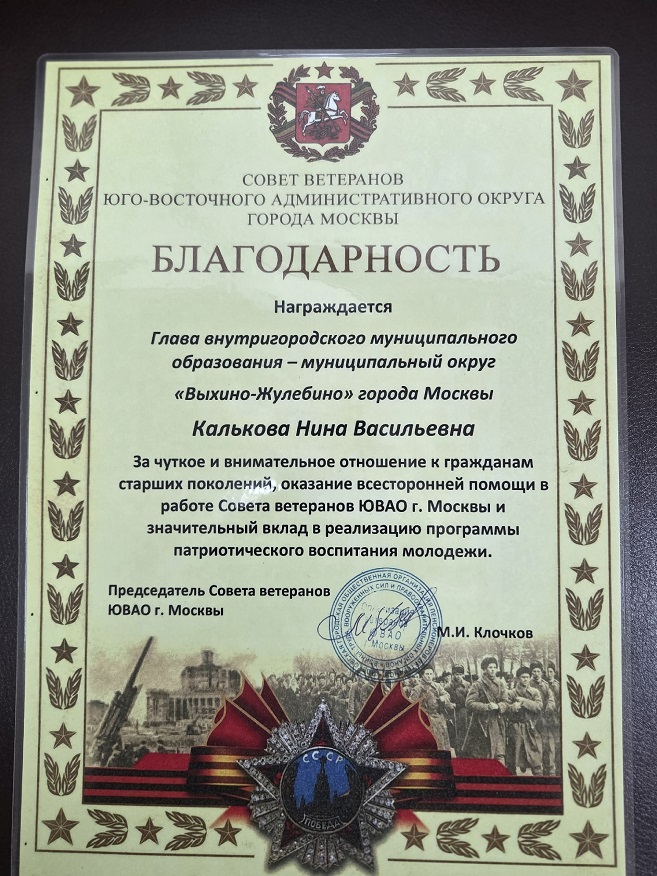 СОВЕТ ВЕТЕРАНОВ
ЮГО-ВОСТОЧНОГО АДМИНИСТРАТИВНОГО ОКРУГА
ГОРОДА МОСКВЫ
БЛАГОДАРНОСТЬ
Награждается
Глава внутригородского муниципального
образования – муниципальный округ
«Выхино-Жулебино» города Москвы
Калькова Нина Васильевна
За чуткое и внимательное отношение к гражданам
старших поколений, оказание всесторонней помощи в
работе Совета ветеранов ЮВАО г. Москвы и
значительный вклад в реализацию программы
патриотического воспитания молодежи.
Председатель Совета ветеранов
ЮВАО г. Москвы
ЮВАО
МОСКВЫ
М.И. Клочков
СССР
ПОБЕДА